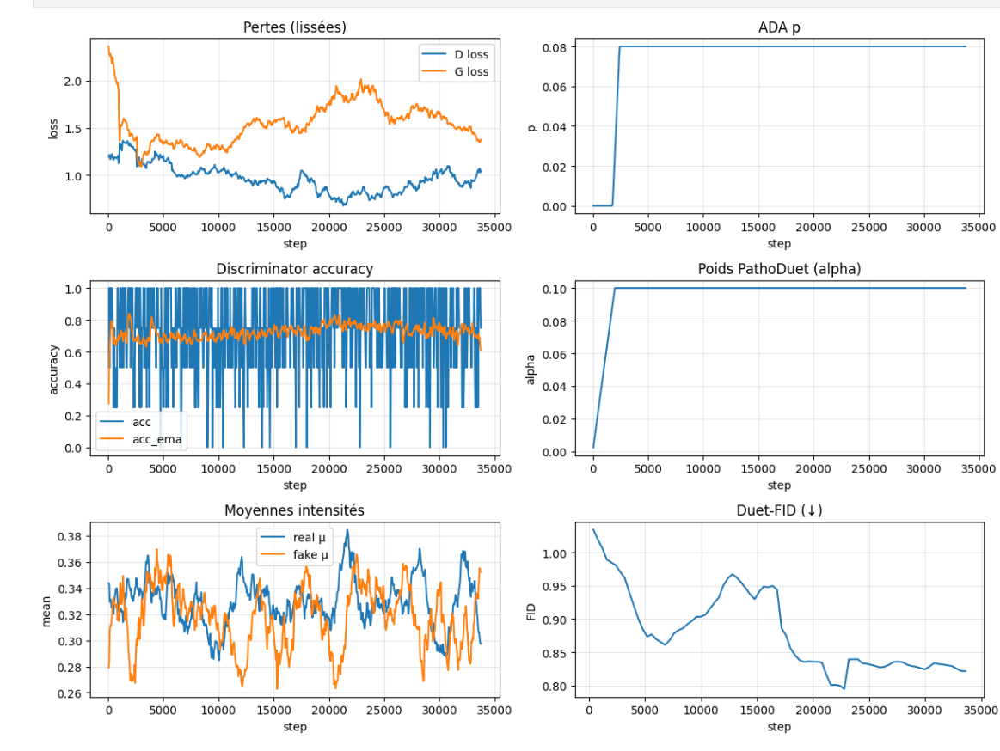 Pertes (lissées)
D loss
G loss
2.0
1.5
1.0
loss
0 5000 10000 15000 20000 25000 30000 35000
step
ADA p
0.08
0.06
0.04
0.02
0.00
p
0 5000 10000 15000 20000 25000 30000 35000
step
Discriminator accuracy
1.0
0.8
0.6
0.4
0.2
0.0
accuracy
acc
acc_ema
0 5000 10000 15000 20000 25000 30000 35000
step
Poids PathoDuet (alpha)
0.10
0.08
0.06
0.04
0.02
0.00
alpha
0 5000 10000 15000 20000 25000 30000 35000
step
Moyennes intensités
real μ
fake μ
0.38
0.36
0.34
0.32
0.30
0.28
0.26
mean
0 5000 10000 15000 20000 25000 30000 35000
step
Duet-FID (↓)
1.00
0.95
0.90
0.85
0.80
FID
0 5000 10000 15000 20000 25000 30000 35000
step